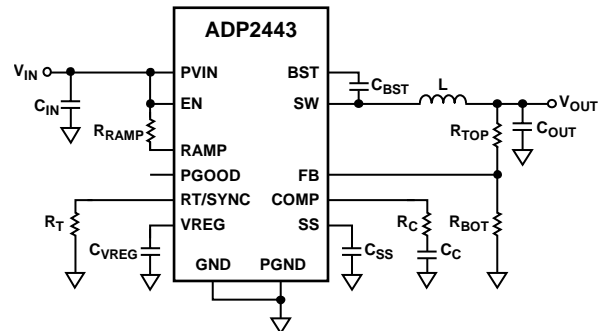 ADP2443
VIN
PVIN
BST
CBST
L
VOUT
CIN
EN
SW
RRAMP
RTOP
COUT
RAMP
PGOOD
FB
RT/SYNC
COMP
RT
VREG
SS
RC
RBOT
CVREG
CSS
CC
GND
PGND